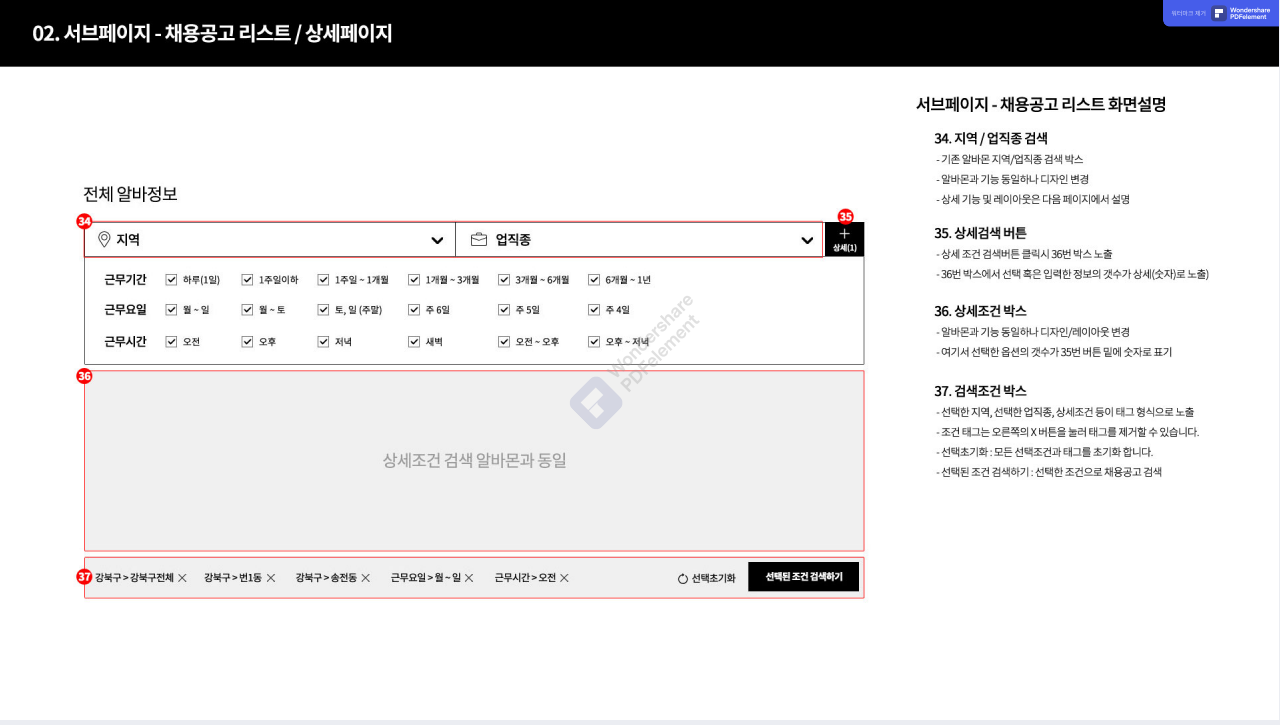 02. 서브페이지 - 채용공고 리스트 / 상세페이지
워터마크 제거
Wondershare
PDFelement
서브페이지 - 채용공고 리스트 화면설명
34. 지역 / 업직종 검색
- 기존 알바몬 지역/업직종 검색 박스
- 알바몬과 기능 동일하나 디자인 변경
- 상세 기능 및 레이아웃은 다음 페이지에서 설명
35. 상세검색 버튼
- 상세 조건 검색버튼 클릭시 36번 박스 노출
- 36번 박스에서 선택 혹은 입력한 정보의 갯수가 상세(숫자)로 노출)
36. 상세조건 박스
- 알바몬과 기능 동일하나 디자인/레이아웃 변경
- 여기서 선택한 옵션의 갯수가 35번 버튼 밑에 숫자로 표기
37. 검색조건 박스
- 선택한 지역, 선택한 업직종, 상세조건 등이 태그 형식으로 노출
- 조건 태그는 오른쪽의 X 버튼을 눌러 태그를 제거할 수 있습니다.
- 선택초기화 : 모든 선택조건과 태그를 초기화 합니다.
- 선택된 조건 검색하기 : 선택한 조건으로 채용공고 검색
전체 알바정보
34
35
지역
업직종
상세(1)
근무기간 하루(1일) 1주일이하 1주일 ~ 1개월 1개월 ~ 3개월 3개월 ~ 6개월 6개월 ~ 1년
근무요일 월 ~ 일 월 ~ 토 토, 일 (주말) 주 6일 주 5일 주 4일
근무시간 오전 오후 저녁 새벽 오전 ~ 오후 오후 ~ 저녁
Wondershare
PDFelement
36
상세조건 검색 알바몬과 동일
37
강북구 > 강북구전체 강북구 > 번1동 강북구 > 송전동 근무요일 > 월 ~ 일 근무시간 > 오전 선택초기화 선택된 조건 검색하기